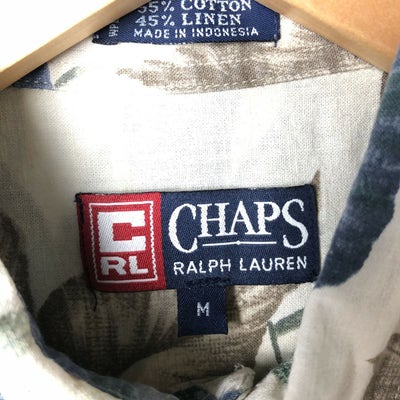 55% COTTON
45% LINEN
MADE IN INDONESIA
C
RL
CHAPS
RALPH LAUREN
M